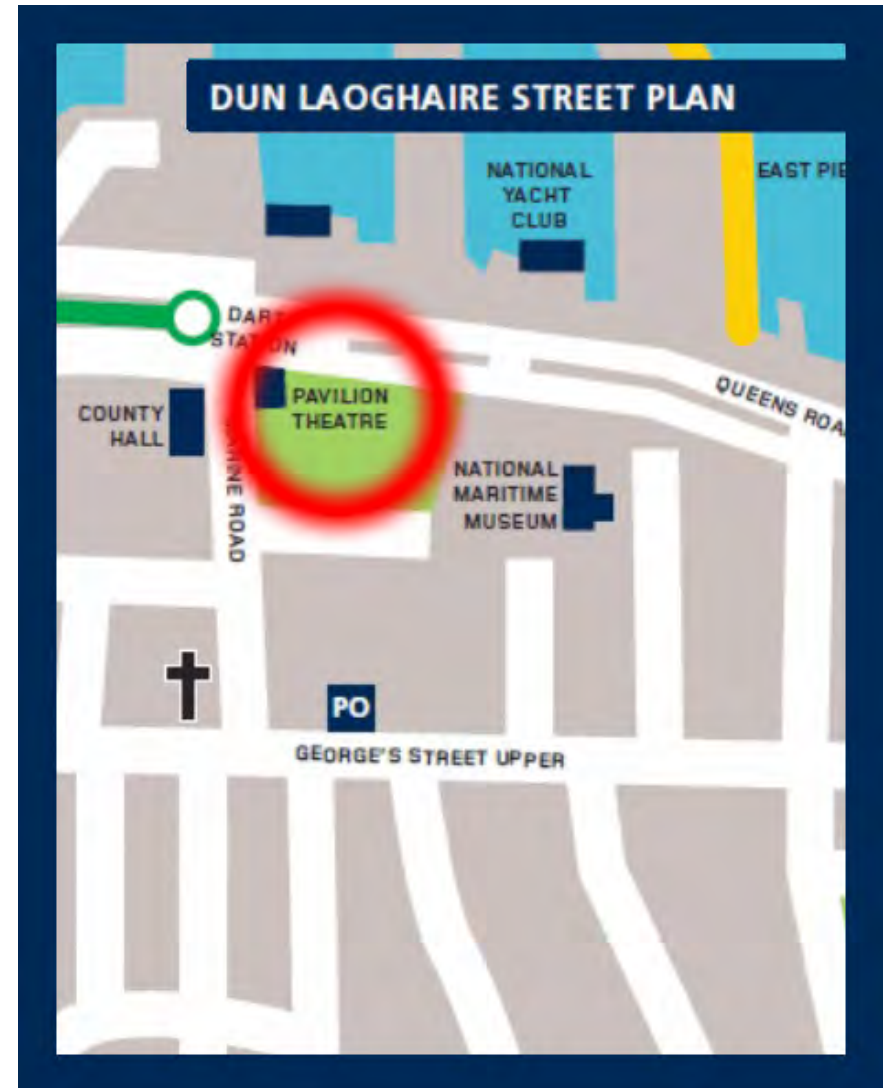 DUN LAOGHAIRE STREET PLAN
NATIONAL
YACHT
CLUB
EAST PIE
DART
STATION
QUEENS ROA
COUNTY
HALL
PAVILION
THEATRE
ROAD
NATIONAL
MARITIME
MUSEUM
PO
GEORGE'S STREET UPPER